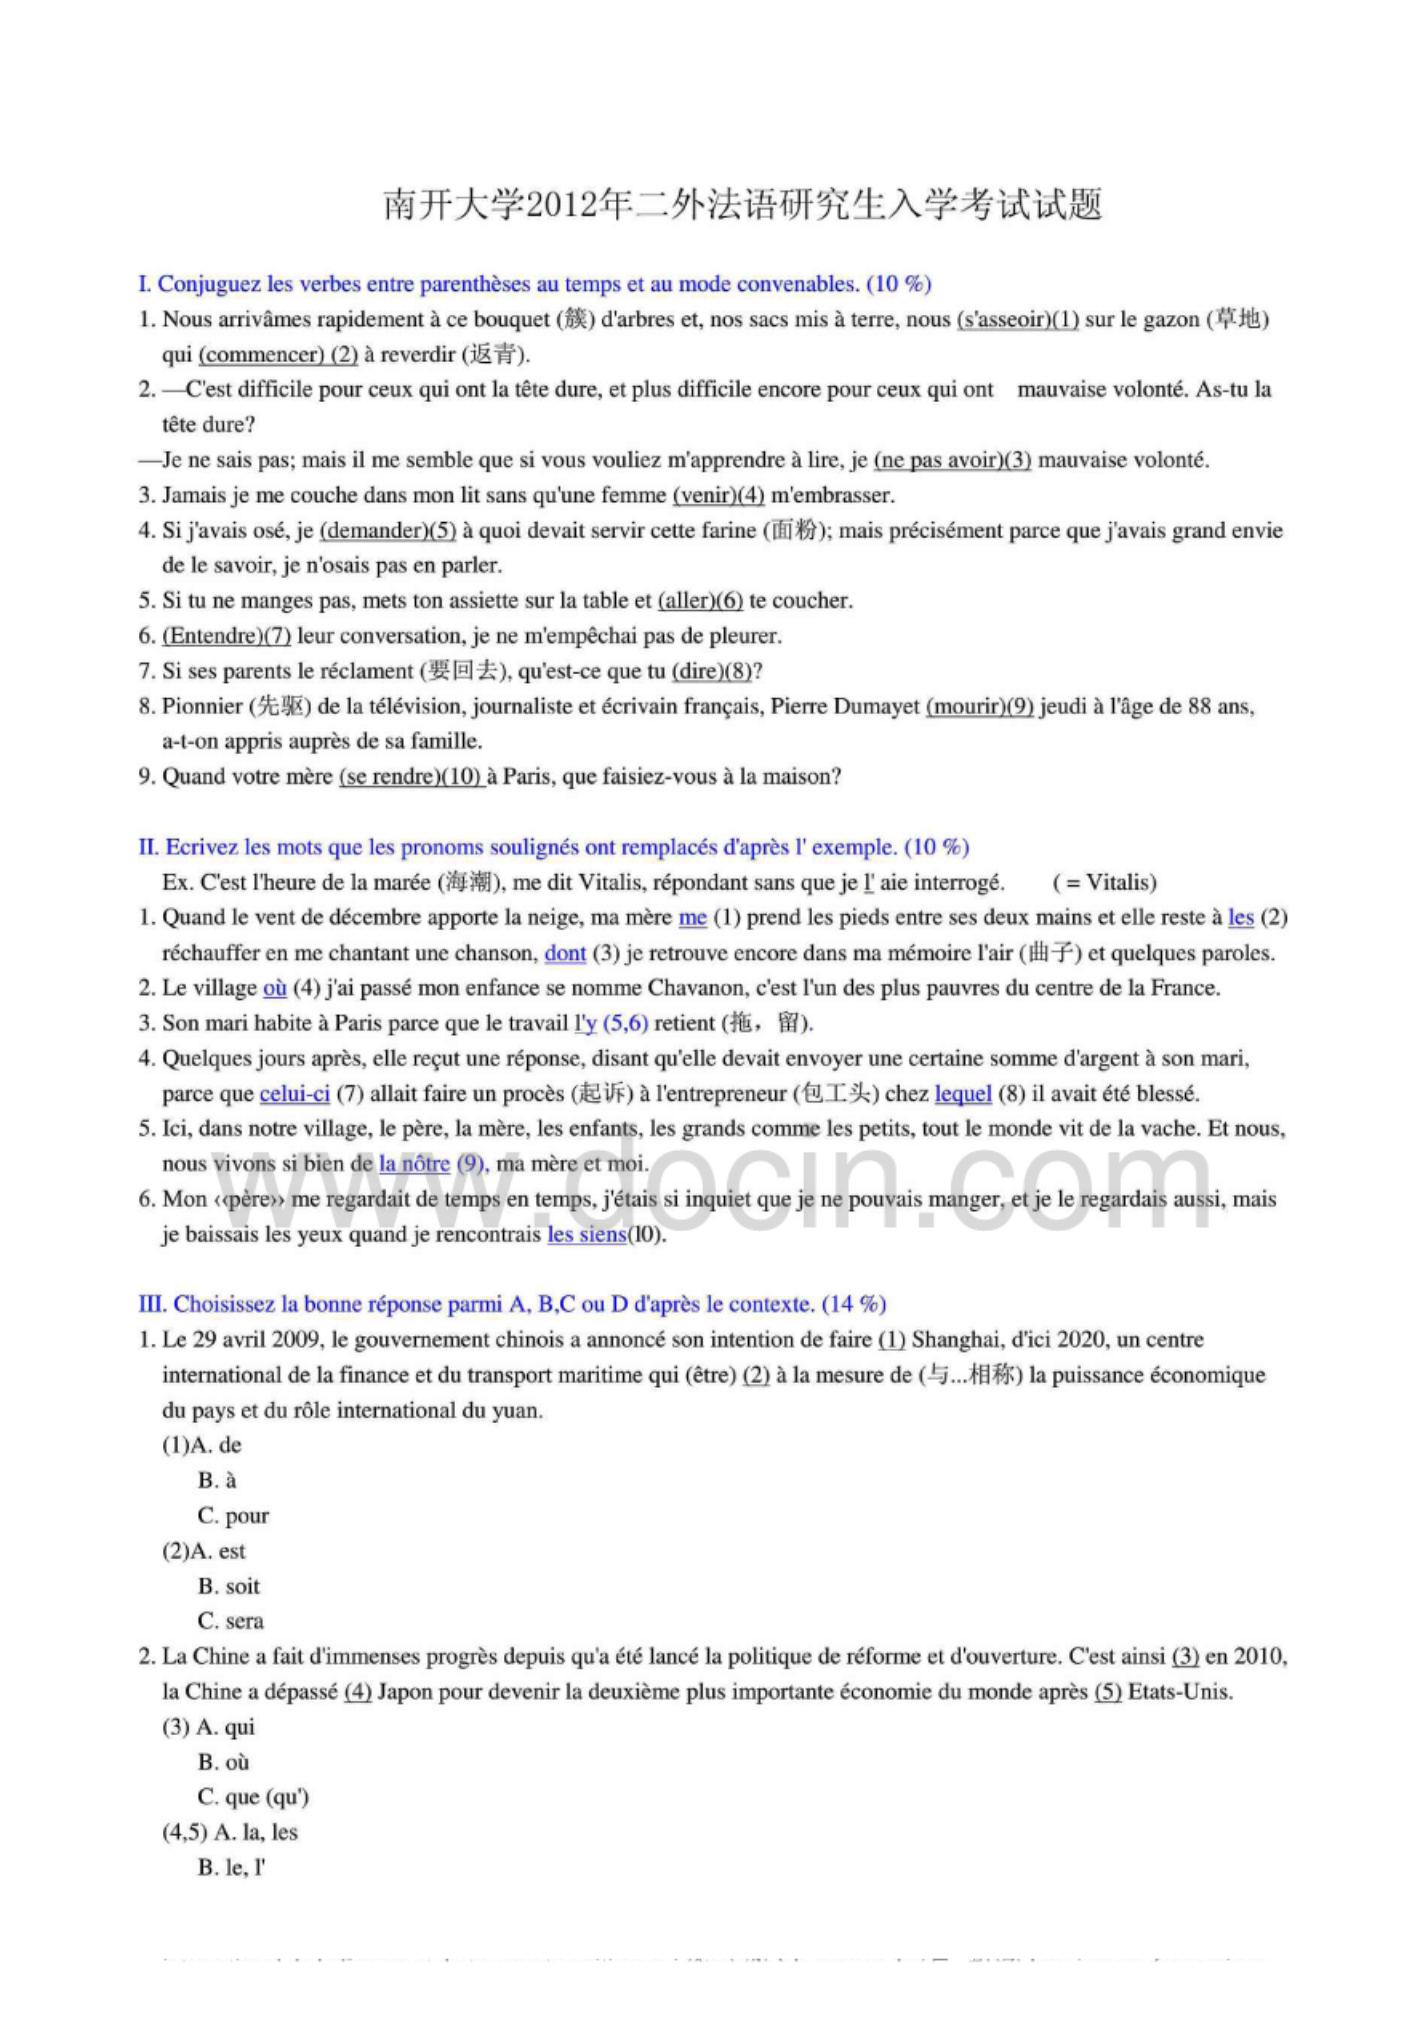 南开大学2012年二外法语研究生入学考试试题
I. Conjuguez les verbes entre parenthèses au temps et au mode convenables. (10 %)
1. Nous arrivâmes rapidement à ce bouquet (簇) d'arbres et, nos sacs mis à terre, nous (s'asseoir)(1) sur le gazon (草地)
qui (commencer) (2) à reverdir (返青).
2. —C'est difficile pour ceux qui ont la tête dure, et plus difficile encore pour ceux qui ont mauvaise volonté. As-tu la
tête dure?
—Je ne sais pas; mais il me semble que si vous vouliez m'apprendre à lire, je (ne pas avoir)(3) mauvaise volonté.
3. Jamais je me couche dans mon lit sans qu'une femme (venir)(4) m'embrasser.
4. Si j'avais osé, je (demander)(5) à quoi devait servir cette farine (面粉); mais précisément parce que j'avais grand envie
de le savoir, je n'osais pas en parler.
5. Si tu ne manges pas, mets ton assiette sur la table et (aller)(6) te coucher.
6. (Entendre)(7) leur conversation, je ne m'empêchai pas de pleurer.
7. Si ses parents le réclament (要回去), qu'est-ce que tu (dire)(8)?
8. Pionnier (先驱) de la télévision, journaliste et écrivain français, Pierre Dumayet (mourir)(9) jeudi à l'âge de 88 ans,
a-t-on appris auprès de sa famille.
9. Quand votre mère (se rendre)(10) à Paris, que faisiez-vous à la maison?
II. Ecrivez les mots que les pronoms soulignés ont remplacés d'après l' exemple. (10 %)
Ex. C'est l'heure de la marée (海潮), me dit Vitalis, répondant sans que je l' aie interrogé. ( = Vitalis)
1. Quand le vent de décembre apporte la neige, ma mère me (1) prend les pieds entre ses deux mains et elle reste à les (2)
réchauffer en me chantant une chanson, dont (3) je retrouve encore dans ma mémoire l'air (曲子) et quelques paroles.
2. Le village où (4) j'ai passé mon enfance se nomme Chavanon, c'est l'un des plus pauvres du centre de la France.
3. Son mari habite à Paris parce que le travail l'y (5,6) retient (拖，留).
4. Quelques jours après, elle reçut une réponse, disant qu'elle devait envoyer une certaine somme d'argent à son mari,
parce que celui-ci (7) allait faire un procès (起诉) à l'entrepreneur (包工头) chez lequel (8) il avait été blessé.
5. Ici, dans notre village, le père, la mère, les enfants, les grands comme les petits, tout le monde vit de la vache. Et nous,
nous vivons si bien de la nôtre (9), ma mère et moi.
www.docin.com
6. Mon ‹‹père›› me regardait de temps en temps, j'étais si inquiet que je ne pouvais manger, et je le regardais aussi, mais
je baissais les yeux quand je rencontrais les siens(10).
III. Choisissez la bonne réponse parmi A, B,C ou D d'après le contexte. (14 %)
1. Le 29 avril 2009, le gouvernement chinois a annoncé son intention de faire (1) Shanghai, d'ici 2020, un centre
international de la finance et du transport maritime qui (être) (2) à la mesure de (与...相称) la puissance économique
du pays et du rôle international du yuan.
(1)A. de
B. à
C. pour
(2)A. est
B. soit
C. sera
2. La Chine a fait d'immenses progrès depuis qu'a été lancé la politique de réforme et d'ouverture. C'est ainsi (3) en 2010,
la Chine a dépassé (4) Japon pour devenir la deuxième plus importante économie du monde après (5) Etats-Unis.
(3) A. qui
B. où
C. que (qu')
(4,5) A. la, les
B. le, l'